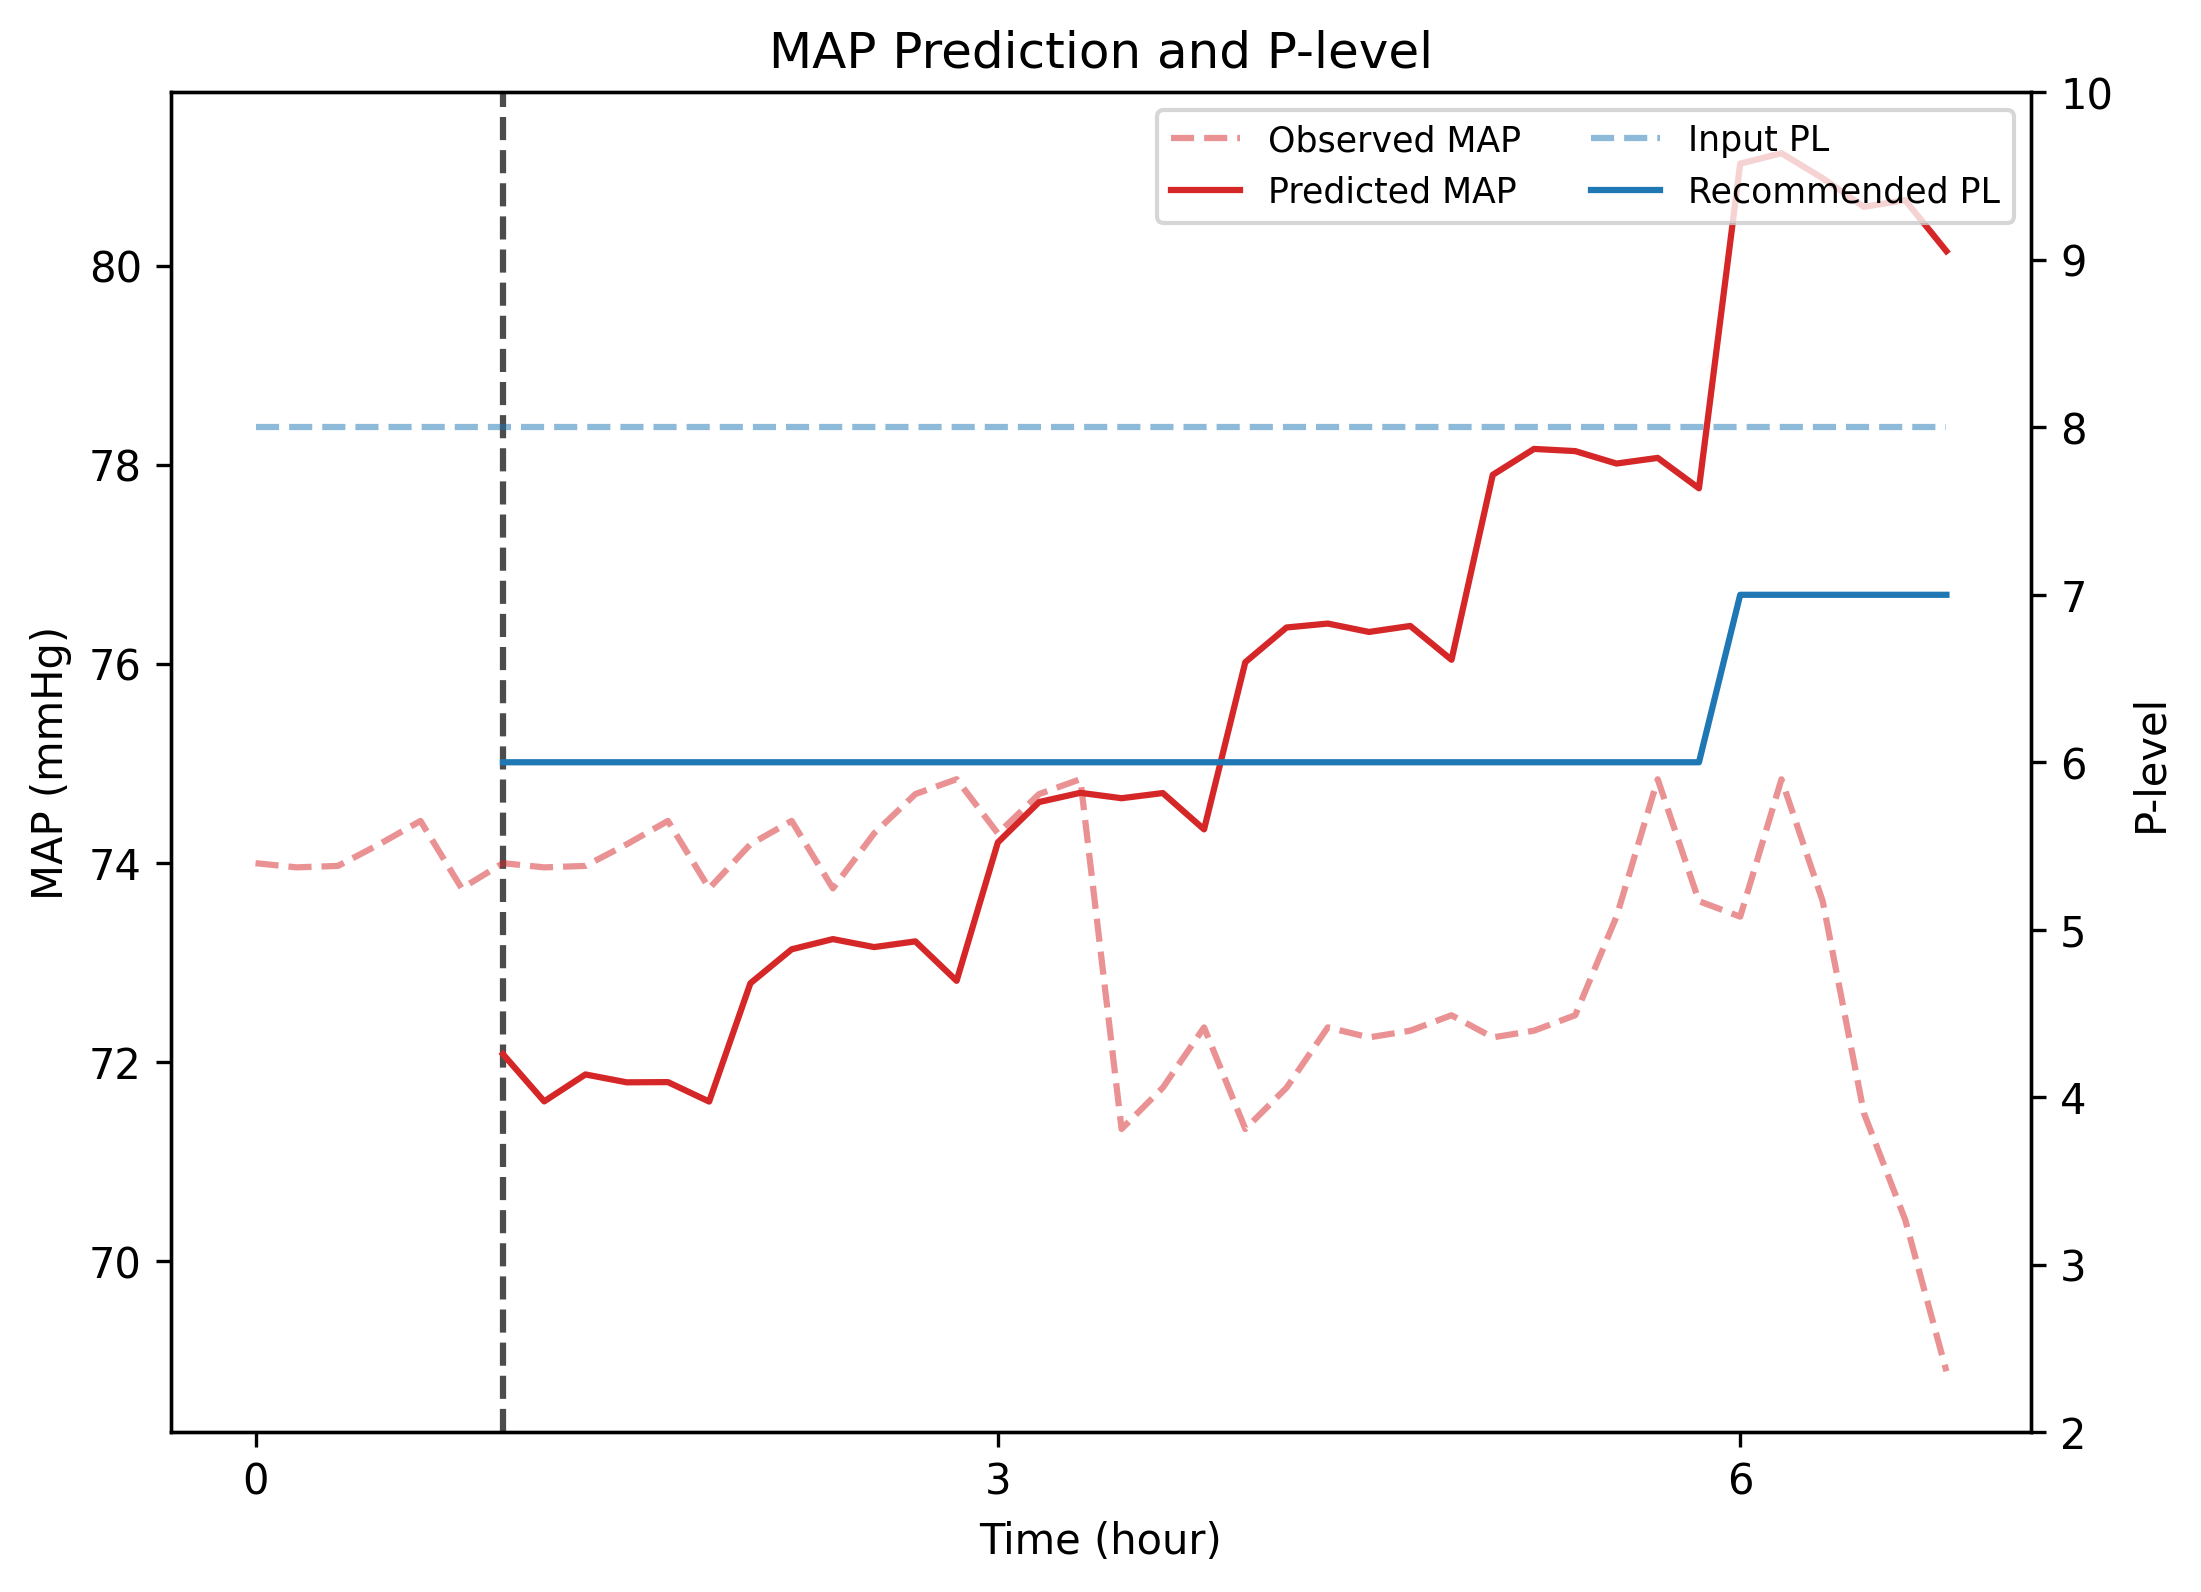 MAP Prediction and P-level
Observed MAP
Predicted MAP
Input PL
Recommended PL
MAP (mmHg)
80
78
76
74
72
70
10
9
8
7
6
5
4
3
2
P-level
0
3
6
Time (hour)